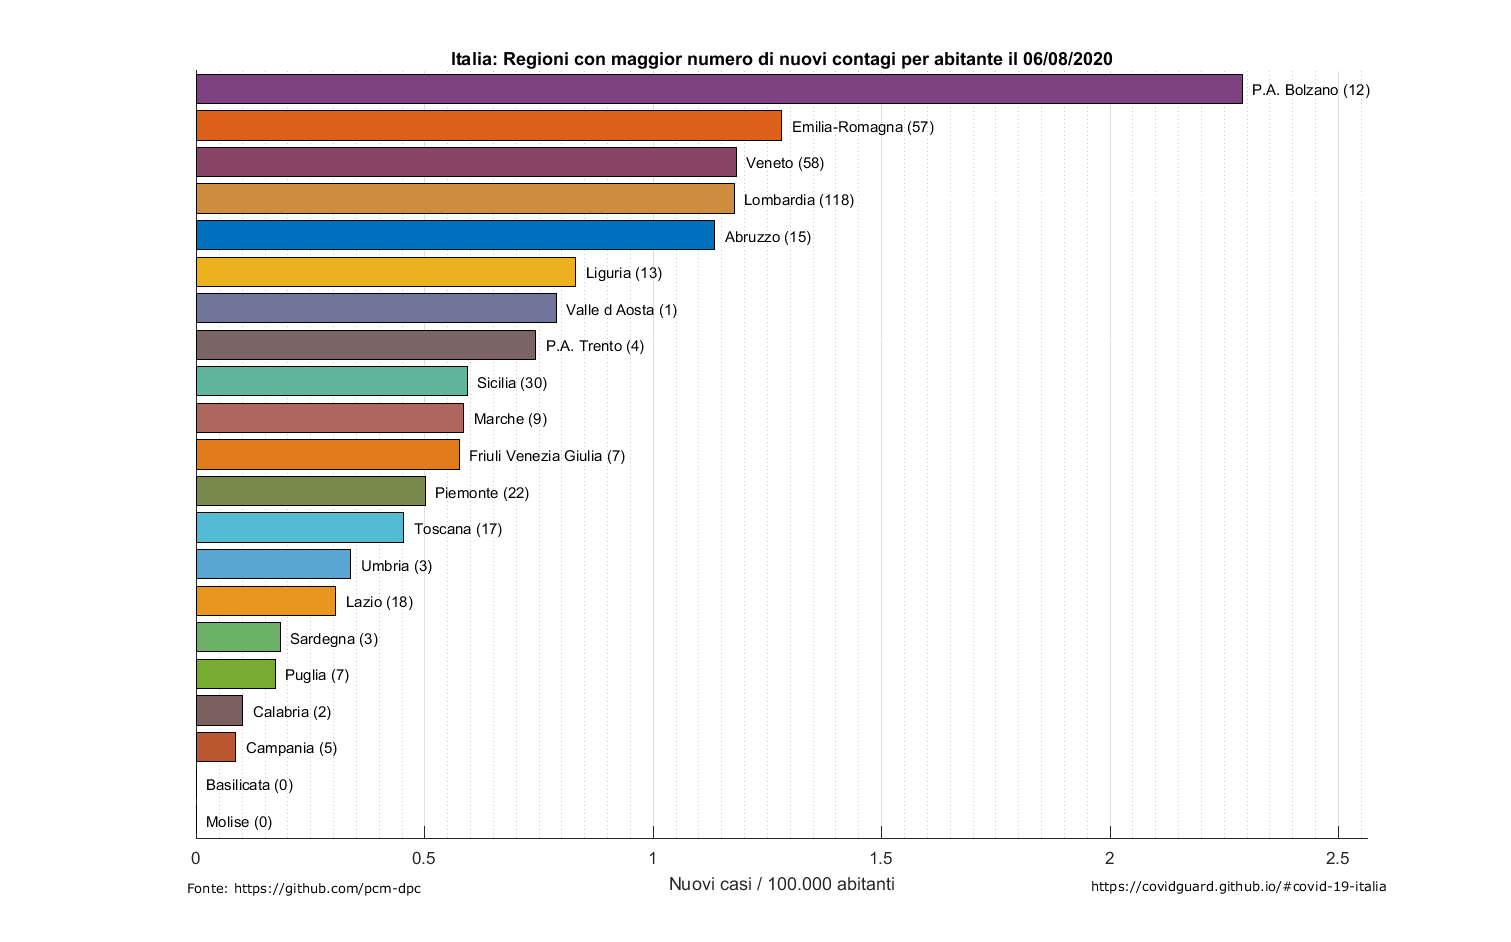 Italia: Regioni con maggior numero di nuovi contagi per abitante il 06/08/2020
P.A. Bolzano (12)
Emilia-Romagna (57)
Veneto (58)
Lombardia (118)
Abruzzo (15)
Liguria (13)
Valle d Aosta (1)
P.A. Trento (4)
Sicilia (30)
Marche (9)
Friuli Venezia Giulia (7)
Piemonte (22)
Toscana (17)
Umbria (3)
Lazio (18)
Sardegna (3)
Puglia (7)
Calabria (2)
Campania (5)
Basilicata (0)
Molise (0)
0 0.5 1 1.5 2 2.5
Nuovi casi / 100.000 abitanti
Fonte: https://github.com/pcm-dpc
https://covidguard.github.io/#covid-19-italia